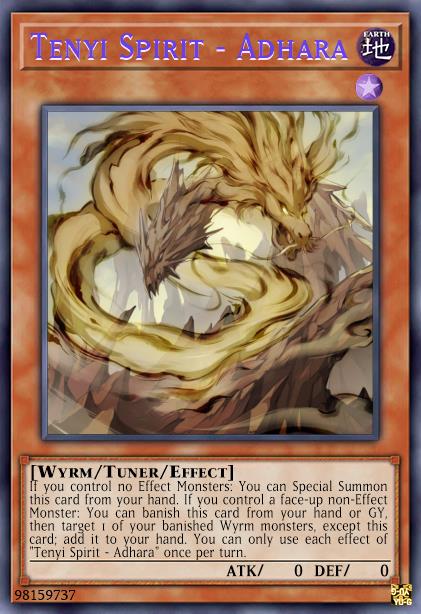 TENYI SPIRIT - ADHARA
EARTH
地
[WYRM/TUNER/EFFECT]
If you control no Effect Monsters: You can Special Summon
this card from your hand. If you control a face-up non-Effect
Monster: You can banish this card from your hand or GY,
then target 1 of your banished Wyrm monsters, except this
card; add it to your hand. You can only use each effect of
"Tenyi Spirit - Adhara" once per turn.
ATK/ 0 DEF/ 0
98159737